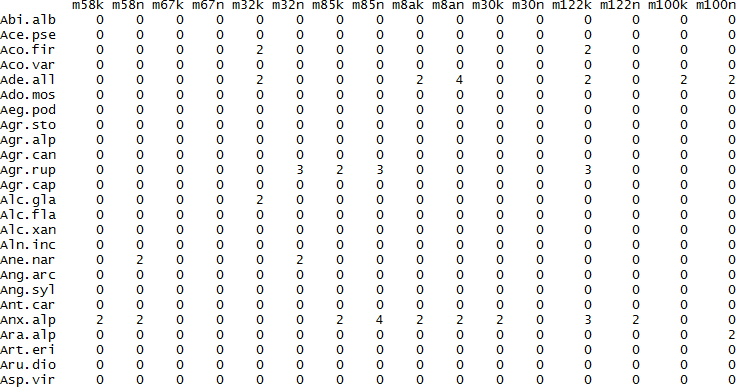 m58k m58n m67k m67n m32k m32n m85k m85n m8ak m8an m30k m30n m122k m122n m100k m100n
Abi.alb 0 0 0 0 0 0 0 0 0 0 0 0 0 0 0 0
Ace.pse 0 0 0 0 0 0 0 0 0 0 0 0 0 0 0 0
Aco.fir 0 0 0 0 2 0 0 0 0 0 0 0 2 0 0 0
Aco.var 0 0 0 0 0 0 0 0 0 0 0 0 0 0 0 0
Ade.all 0 0 0 0 2 0 0 0 2 4 0 0 2 0 2 2
Ado.mos 0 0 0 0 0 0 0 0 0 0 0 0 0 0 0 0
Aeg.pod 0 0 0 0 0 0 0 0 0 0 0 0 0 0 0 0
Agr.sto 0 0 0 0 0 0 0 0 0 0 0 0 0 0 0 0
Agr.alp 0 0 0 0 0 0 0 0 0 0 0 0 0 0 0 0
Agr.can 0 0 0 0 0 0 0 0 0 0 0 0 0 0 0 0
Agr.rup 0 0 0 0 0 3 2 3 0 0 0 0 3 0 0 0
Agr.cap 0 0 0 0 0 0 0 0 0 0 0 0 0 0 0 0
Alc.gla 0 0 0 0 2 0 0 0 0 0 0 0 0 0 0 0
Alc.fla 0 0 0 0 0 0 0 0 0 0 0 0 0 0 0 0
Alc.xan 0 0 0 0 0 0 0 0 0 0 0 0 0 0 0 0
Aln.inc 0 0 0 0 0 0 0 0 0 0 0 0 0 0 0 0
Ane.nar 0 2 0 0 0 2 0 0 0 0 0 0 0 0 0 0
Ang.arc 0 0 0 0 0 0 0 0 0 0 0 0 0 0 0 0
Ang.syl 0 0 0 0 0 0 0 0 0 0 0 0 0 0 0 0
Ant.car 0 0 0 0 0 0 0 0 0 0 0 0 0 0 0 0
Anx.alp 2 2 0 0 0 0 2 4 2 2 2 0 3 2 0 0
Ara.alp 0 0 0 0 0 0 0 0 0 0 0 0 0 0 0 2
Art.eri 0 0 0 0 0 0 0 0 0 0 0 0 0 0 0 0
Aru.dio 0 0 0 0 0 0 0 0 0 0 0 0 0 0 0 0
Asp.vir 0 0 0 0 0 0 0 0 0 0 0 0 0 0 0 0